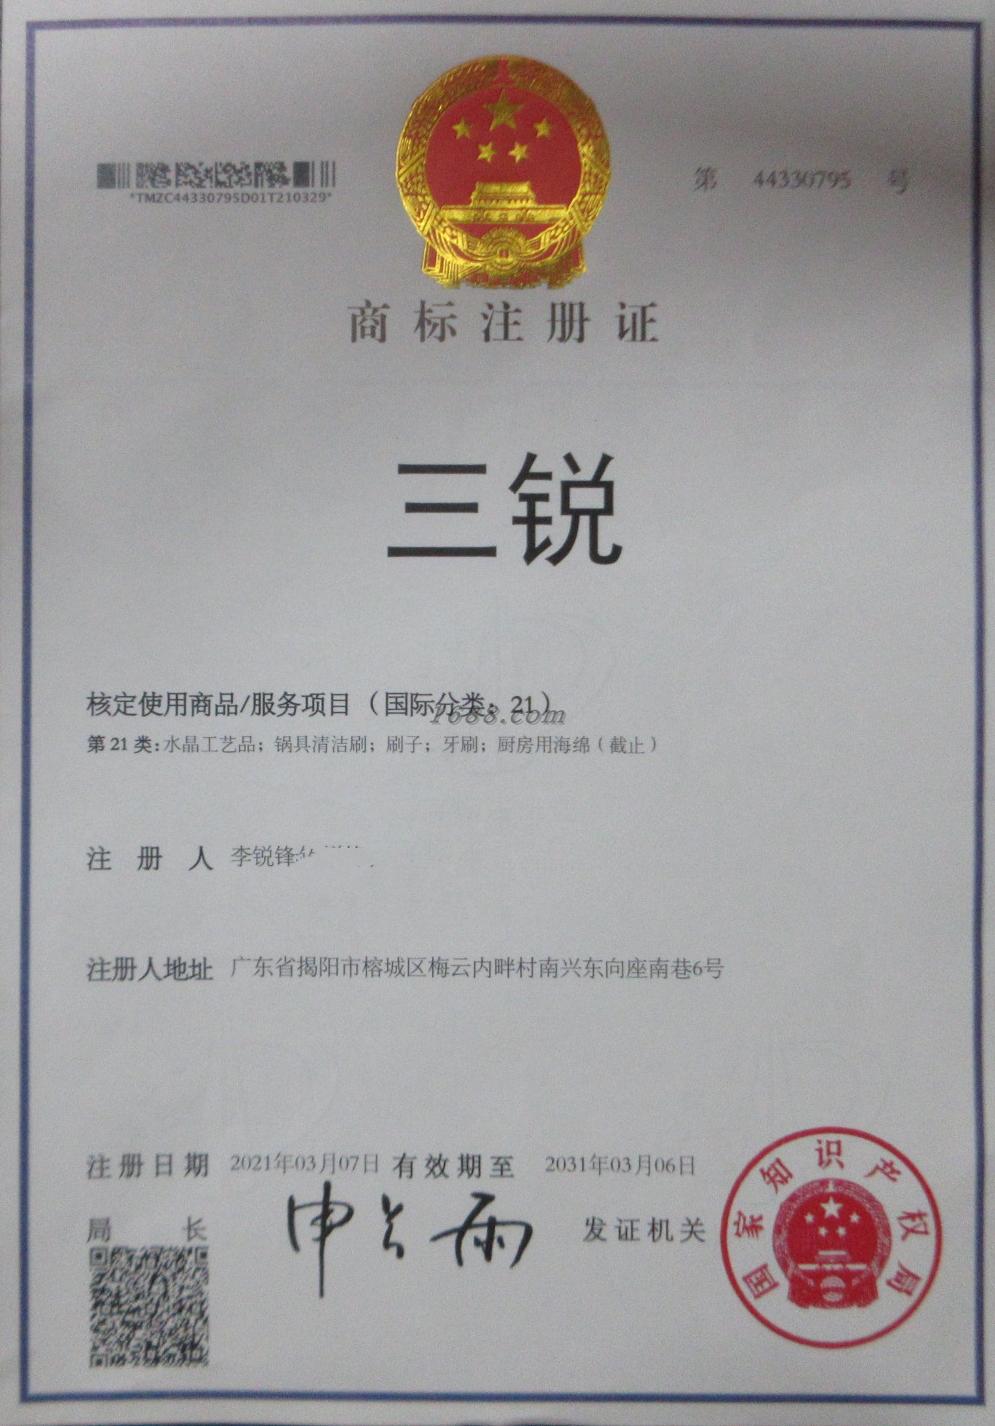 *TMZC44330795D01T210329*
第 44330795 号
商标注册证
三锐
核定使用商品/服务项目（国际分类：21）
1688.com
第21类：水晶工艺品；锅具清洁刷；刷子；牙刷；厨房用海绵（截止）
注册人 李锐锋
注册人地址 广东省揭阳市榕城区梅云内畔村南兴东向座南巷6号
注册日期 2021年03月07日 有效期至 2031年03月06日
局长 申长雨 发证机关
国家知识产权局